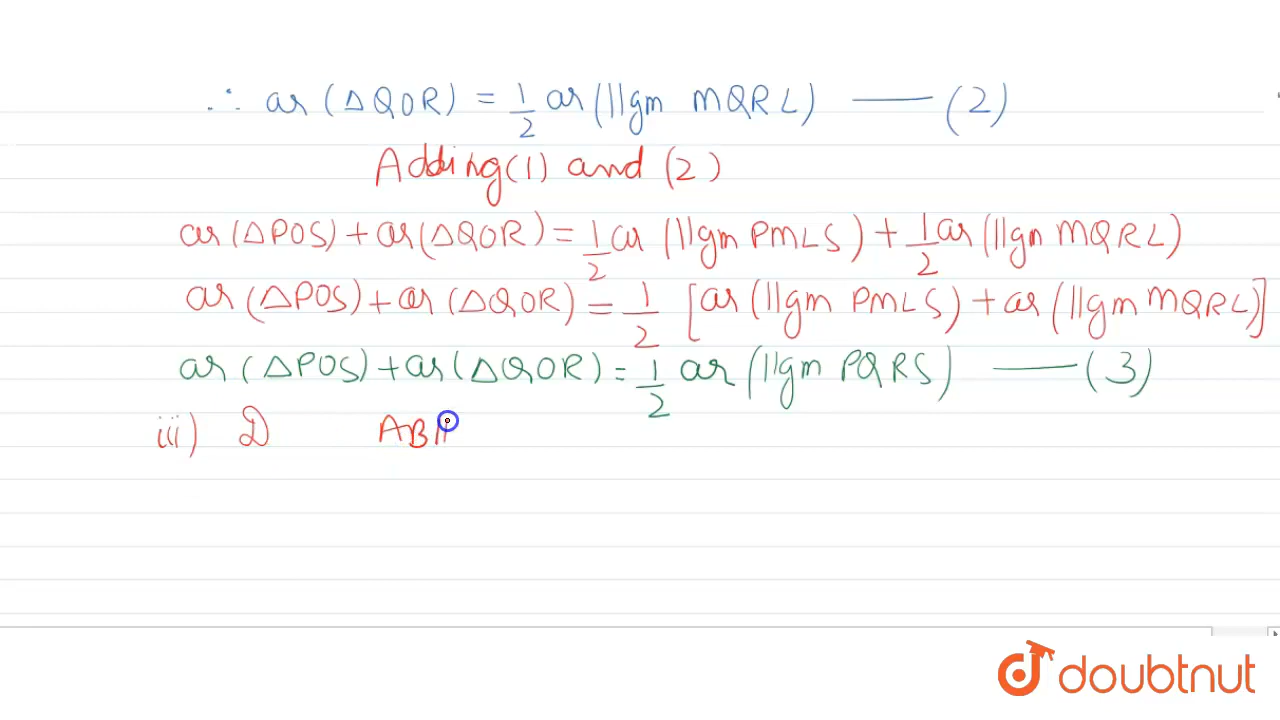 ∴ ar (△QOR) = 1/2 ar (||gm MQRL) —— (2)
Adding (1) and (2)
ar (△POS) + ar (△QOR) = 1/2 ar (||gm PMLS) + 1/2 ar (||gm MQRL)
ar (△POS) + ar (△QOR) = 1/2 [ar (||gm PMLS) + ar (||gm MQRL)]
ar (△POS) + ar (△QOR) = 1/2 ar (||gm PQRS) —— (3)
iii) D AB||
doubtnut